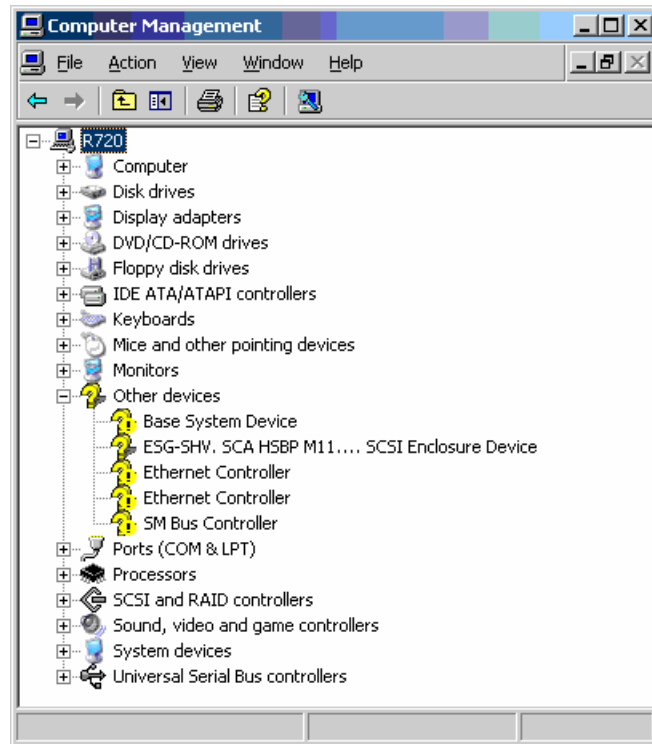 Computer Management
File Action View Window Help
R720
Computer
Disk drives
Display adapters
DVD/CD-ROM drives
Floppy disk drives
IDE ATA/ATAPI controllers
Keyboards
Mice and other pointing devices
Monitors
Other devices
Base System Device
ESG-SHV. SCA HSBP M11.... SCSI Enclosure Device
Ethernet Controller
Ethernet Controller
SM Bus Controller
Ports (COM & LPT)
Processors
SCSI and RAID controllers
Sound, video and game controllers
System devices
Universal Serial Bus controllers